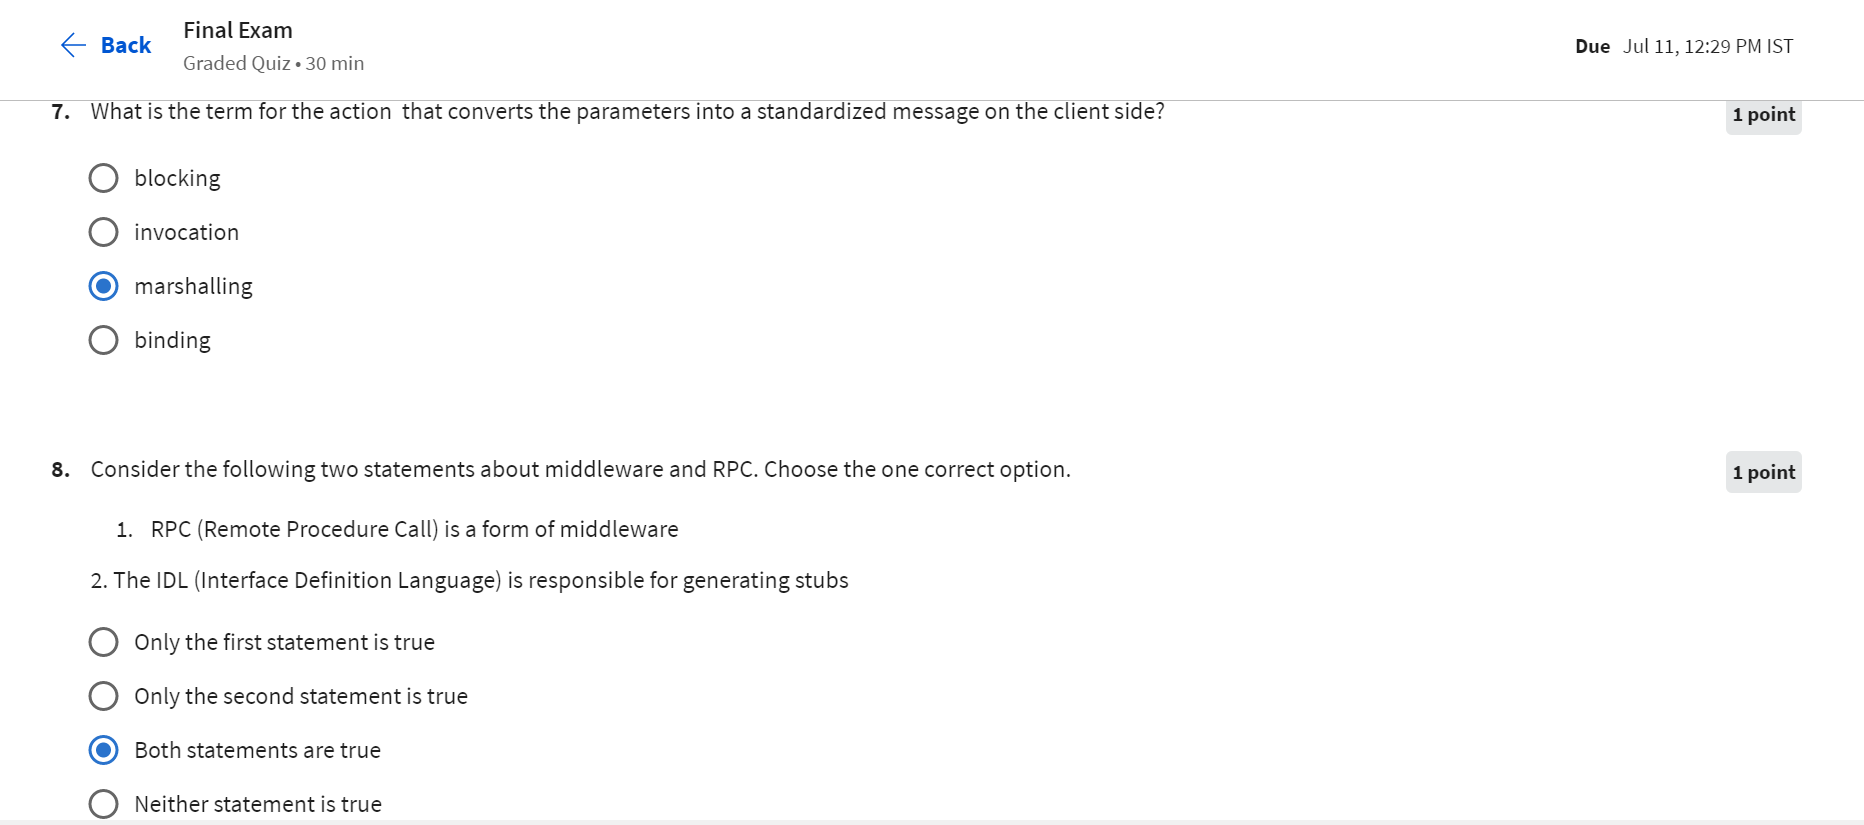 Back
Final Exam
Graded Quiz • 30 min
Due Jul 11, 12:29 PM IST
7. What is the term for the action that converts the parameters into a standardized message on the client side?
1 point
blocking
invocation
marshalling
binding
8. Consider the following two statements about middleware and RPC. Choose the one correct option.
1 point
1. RPC (Remote Procedure Call) is a form of middleware
2. The IDL (Interface Definition Language) is responsible for generating stubs
Only the first statement is true
Only the second statement is true
Both statements are true
Neither statement is true